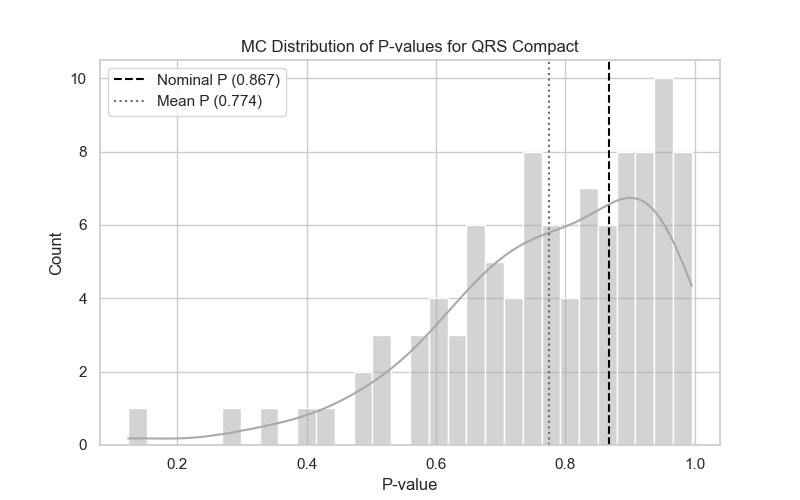 MC Distribution of P-values for QRS Compact
Nominal P (0.867)
Mean P (0.774)
Count
10
8
6
4
2
0
0.2 0.4 0.6 0.8 1.0
P-value